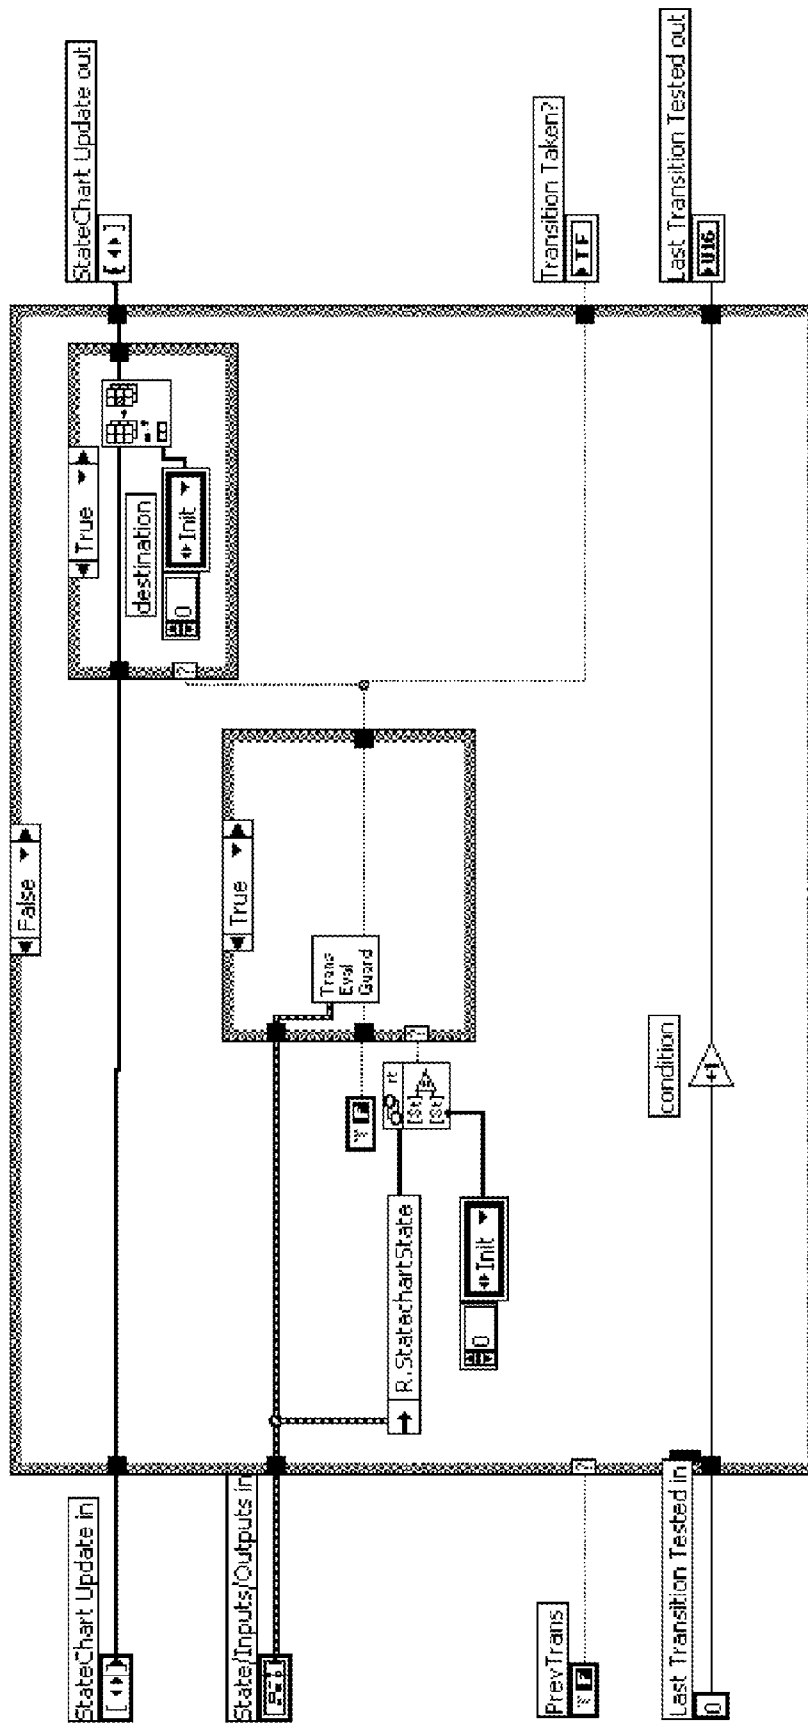 StateChart Update in
State/Inputs/Outputs in
PrevTrans
Last Transition Tested in
0
False
R.StatechartState
0
Init
True
Trans
Eval
Guard
condition
+1
True
destination
0
Init
StateChart Update out
Transition Taken?
TF
Last Transition Tested out
U16